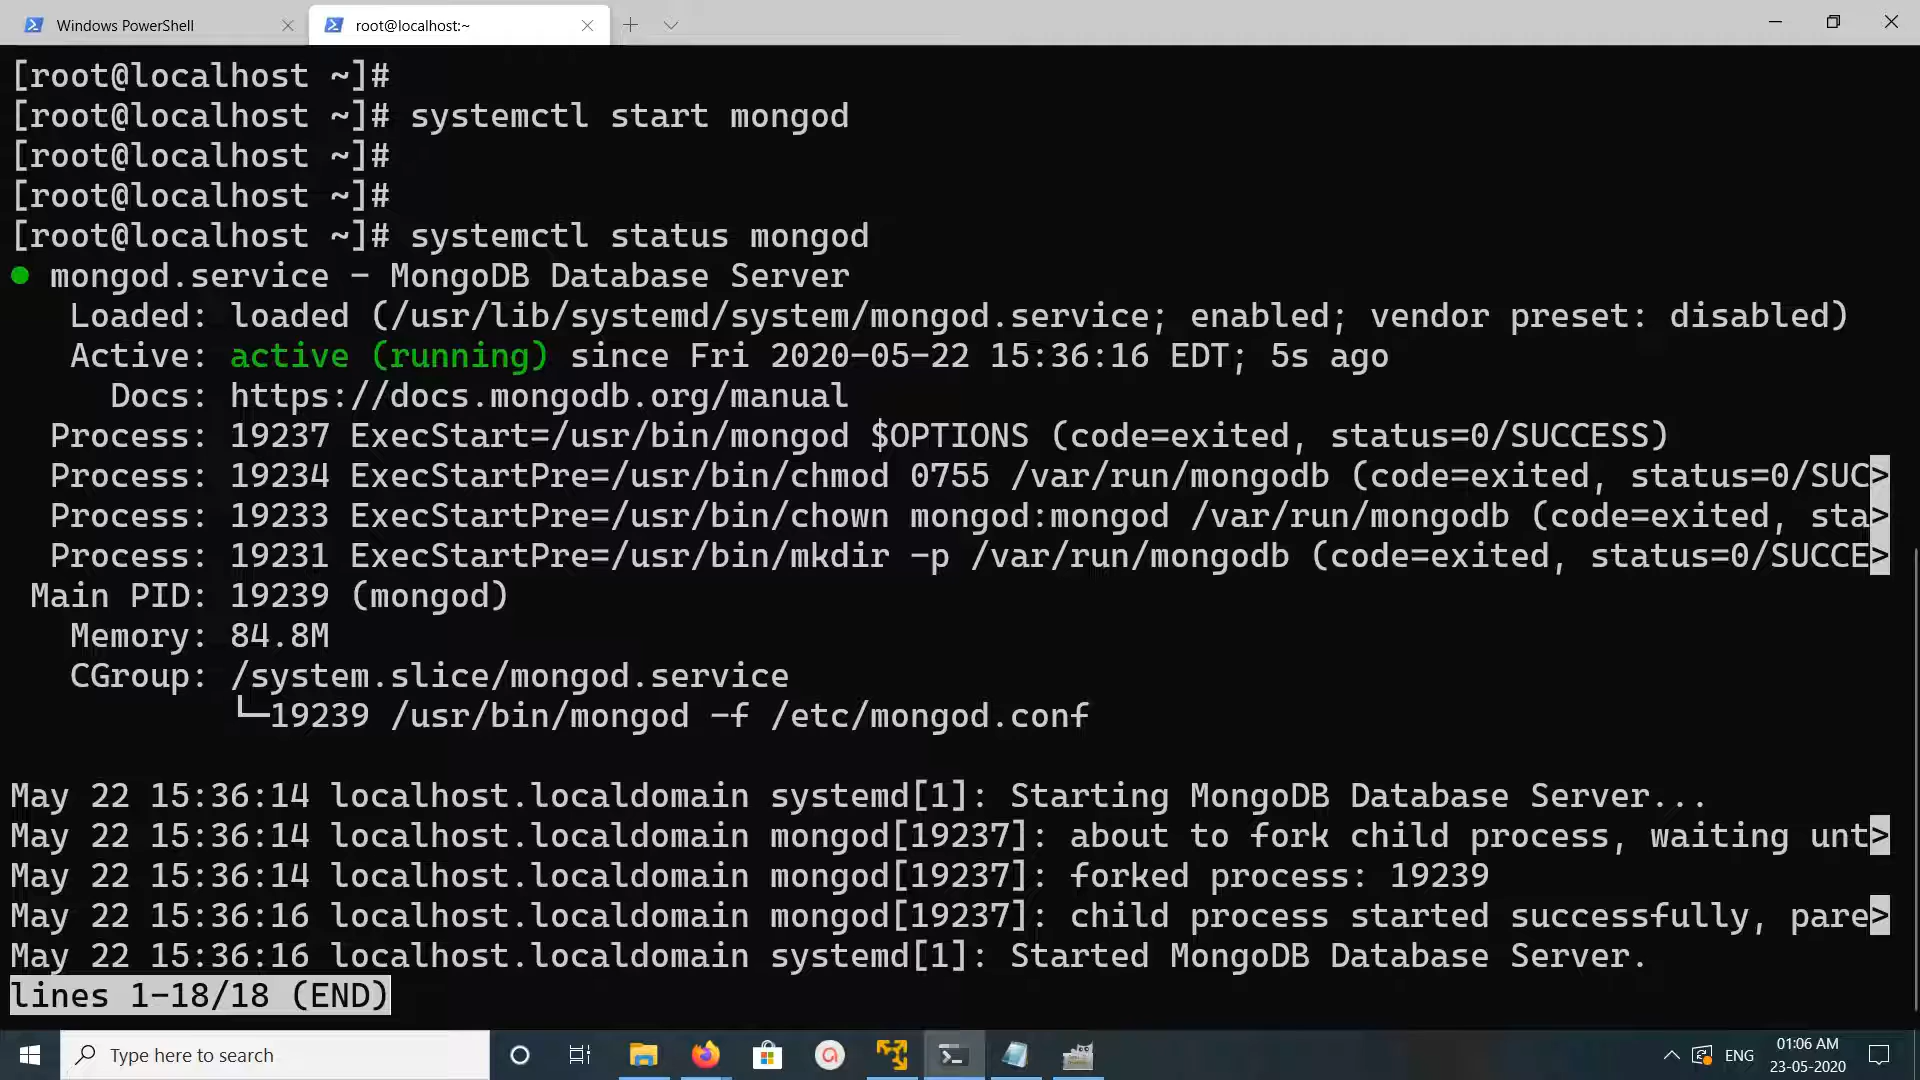 Windows PowerShell
root@localhost:~
[root@localhost ~]#
[root@localhost ~]# systemctl start mongod
[root@localhost ~]#
[root@localhost ~]#
[root@localhost ~]# systemctl status mongod
● mongod.service - MongoDB Database Server
Loaded: loaded (/usr/lib/systemd/system/mongod.service; enabled; vendor preset: disabled)
Active: active (running) since Fri 2020-05-22 15:36:16 EDT; 5s ago
Docs: https://docs.mongodb.org/manual
Process: 19237 ExecStart=/usr/bin/mongod $OPTIONS (code=exited, status=0/SUCCESS)
Process: 19234 ExecStartPre=/usr/bin/chmod 0755 /var/run/mongodb (code=exited, status=0/SUC>
Process: 19233 ExecStartPre=/usr/bin/chown mongod:mongod /var/run/mongodb (code=exited, sta>
Process: 19231 ExecStartPre=/usr/bin/mkdir -p /var/run/mongodb (code=exited, status=0/SUCCE>
Main PID: 19239 (mongod)
Memory: 84.8M
CGroup: /system.slice/mongod.service
└─19239 /usr/bin/mongod -f /etc/mongod.conf
May 22 15:36:14 localhost.localdomain systemd[1]: Starting MongoDB Database Server...
May 22 15:36:14 localhost.localdomain mongod[19237]: about to fork child process, waiting unt>
May 22 15:36:14 localhost.localdomain mongod[19237]: forked process: 19239
May 22 15:36:16 localhost.localdomain mongod[19237]: child process started successfully, pare>
May 22 15:36:16 localhost.localdomain systemd[1]: Started MongoDB Database Server.
lines 1-18/18 (END)
Type here to search
ENG
01:06 AM
23-05-2020